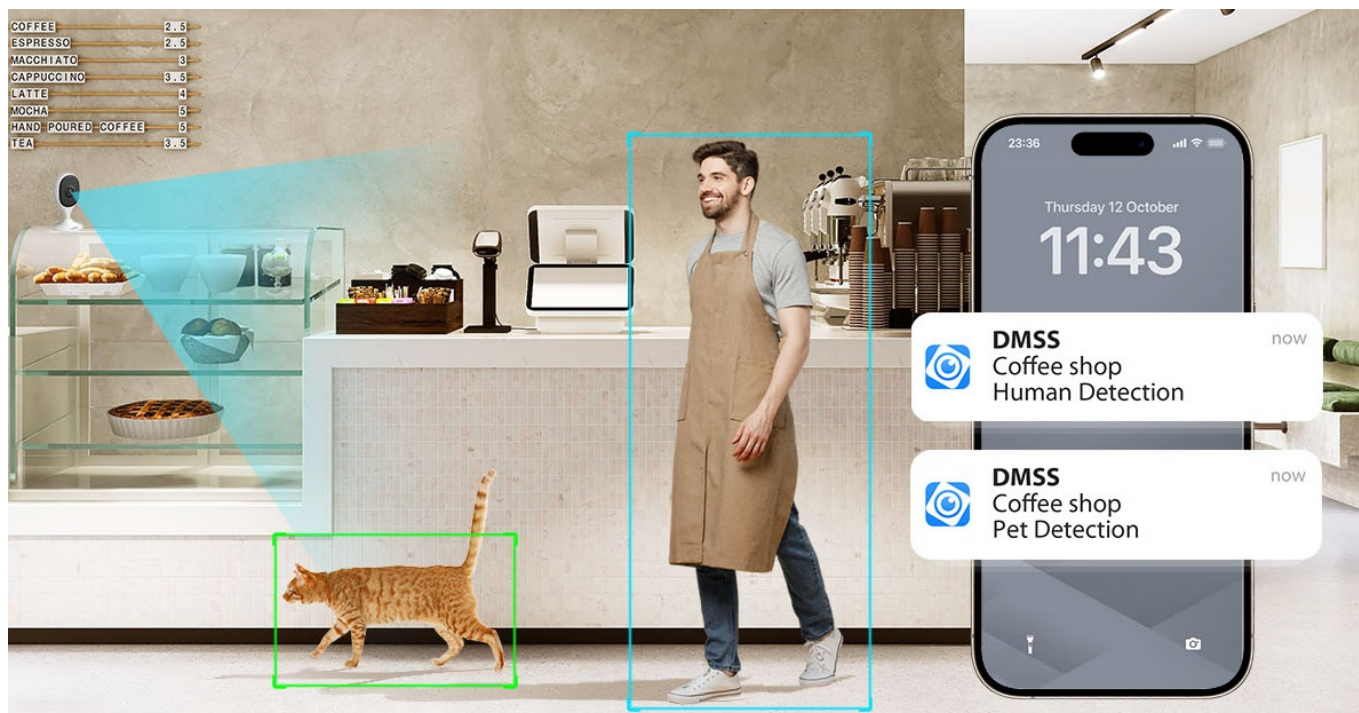 COFFEE 2.5
ESPRESSO 2.5
MACCHIATO 3
CAPPUCCINO 3.5
LATTE 4
MOCHA 5
HAND POURED COFFEE 5
TEA 3.5
23:36
Thursday 12 October
11:43
DMSS now
Coffee shop
Human Detection
DMSS now
Coffee shop
Pet Detection